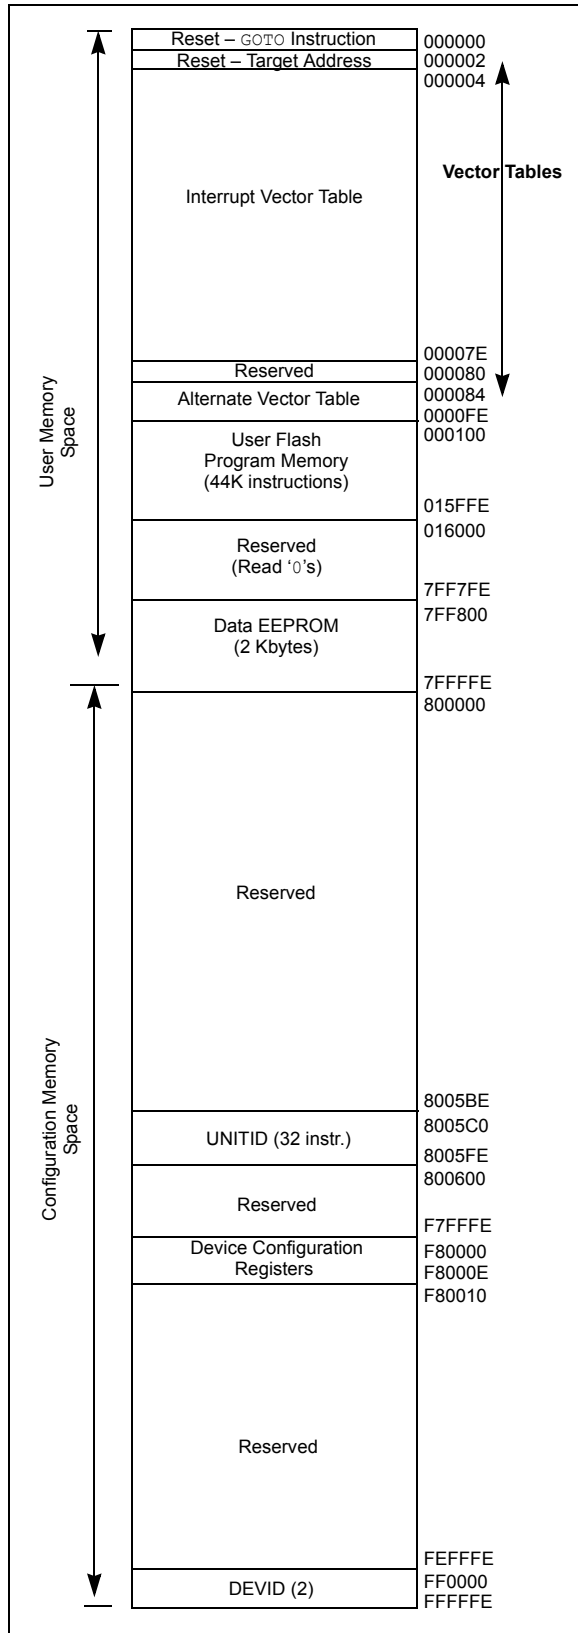 Reset – GOTO Instruction
000000
Reset – Target Address
000002
000004
Vector Tables
Interrupt Vector Table
00007E
Reserved
000080
000084
Alternate Vector Table
0000FE
000100
User Flash
Program Memory
(44K instructions)
User Memory
Space
015FFE
016000
Reserved
(Read ‘0’s)
7FF7FE
7FF800
Data EEPROM
(2 Kbytes)
7FFFFE
800000
Reserved
8005BE
8005C0
UNITID (32 instr.)
8005FE
800600
Configuration Memory
Space
Reserved
F7FFFE
Device Configuration
Registers
F80000
F8000E
F80010
Reserved
FEFFFE
FF0000
DEVID (2)
FFFFFE